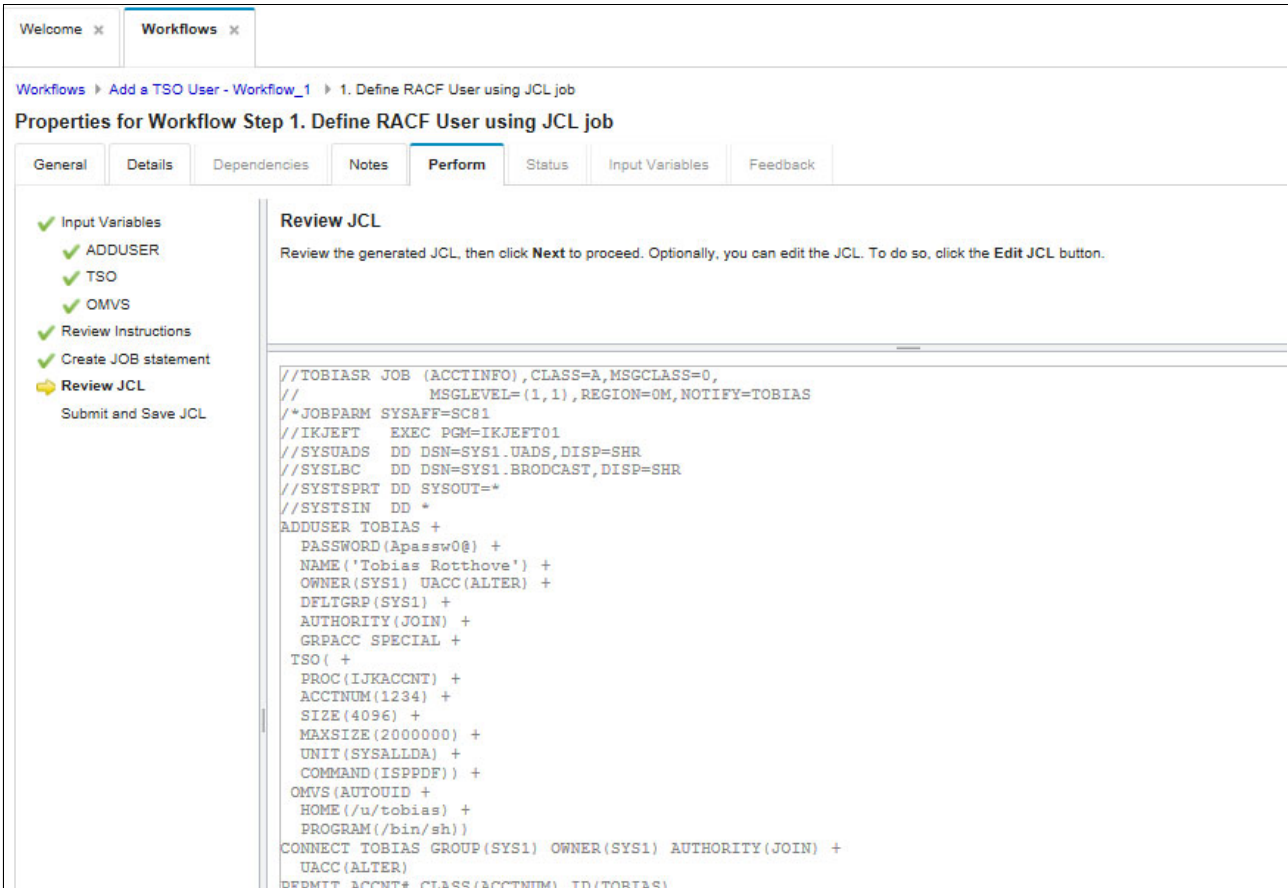 Welcome x Workflows x
Workflows Add a TSO User - Workflow_1 1. Define RACF User using JCL job
Properties for Workflow Step 1. Define RACF User using JCL job
General Details Dependencies Notes Perform Status Input Variables Feedback
Input Variables
ADDUSER
TSO
OMVS
Review Instructions
Create JOB statement
Review JCL
Submit and Save JCL
Review JCL
Review the generated JCL, then click Next to proceed. Optionally, you can edit the JCL. To do so, click the Edit JCL button.
//TOBIASR JOB (ACCTINFO),CLASS=A,MSGCLASS=0,
//             MSGLEVEL=(1,1),REGION=0M,NOTIFY=TOBIAS
/*JOBPARM SYSAFF=SC81
//IKJEFT   EXEC PGM=IKJEFT01
//SYSUADS  DD DSN=SYS1.UADS,DISP=SHR
//SYSLBC   DD DSN=SYS1.BRODCAST,DISP=SHR
//SYSTSPRT DD SYSOUT=*
//SYSTSIN  DD *
ADDUSER TOBIAS +
  PASSWORD(Apassw0@) +
  NAME('Tobias Rotthove') +
  OWNER(SYS1) UACC(ALTER) +
  DFLTGRP(SYS1) +
  AUTHORITY(JOIN) +
  GRPACC SPECIAL +
 TSO( +
  PROC(IJKACCNT) +
  ACCTNUM(1234) +
  SIZE(4096) +
  MAXSIZE(2000000) +
  UNIT(SYSALLDA) +
  COMMAND(ISPPDF)) +
 OMVS(AUTOUID +
  HOME(/u/tobias) +
  PROGRAM(/bin/sh))
CONNECT TOBIAS GROUP(SYS1) OWNER(SYS1) AUTHORITY(JOIN) +
  UACC(ALTER)
PERMIT ACCNT# CLASS(ACCTNUM) ID(TOBIAS)